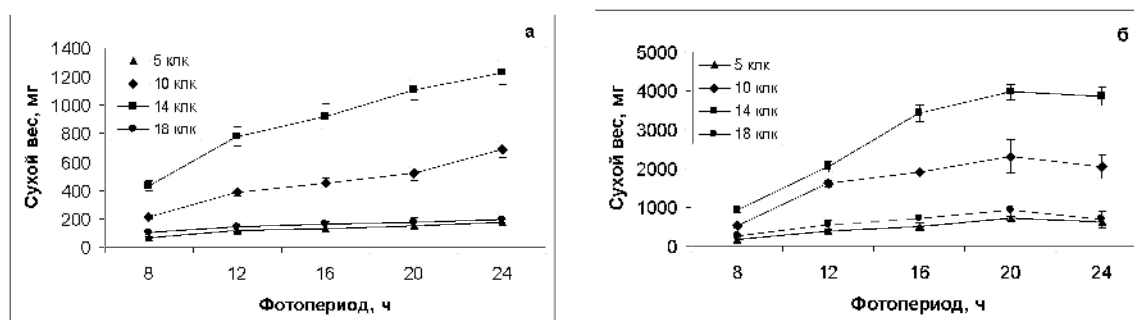 а
1400
1200
1000
800
600
400
200
0
Сухой вес, мг
5 клк
10 клк
14 клк
18 клк
8 12 16 20 24
Фотопериод, ч
б
5000
4000
3000
2000
1000
0
Сухой вес, мг
5 клк
10 клк
14 клк
18 клк
8 12 16 20 24
Фотопериод, ч